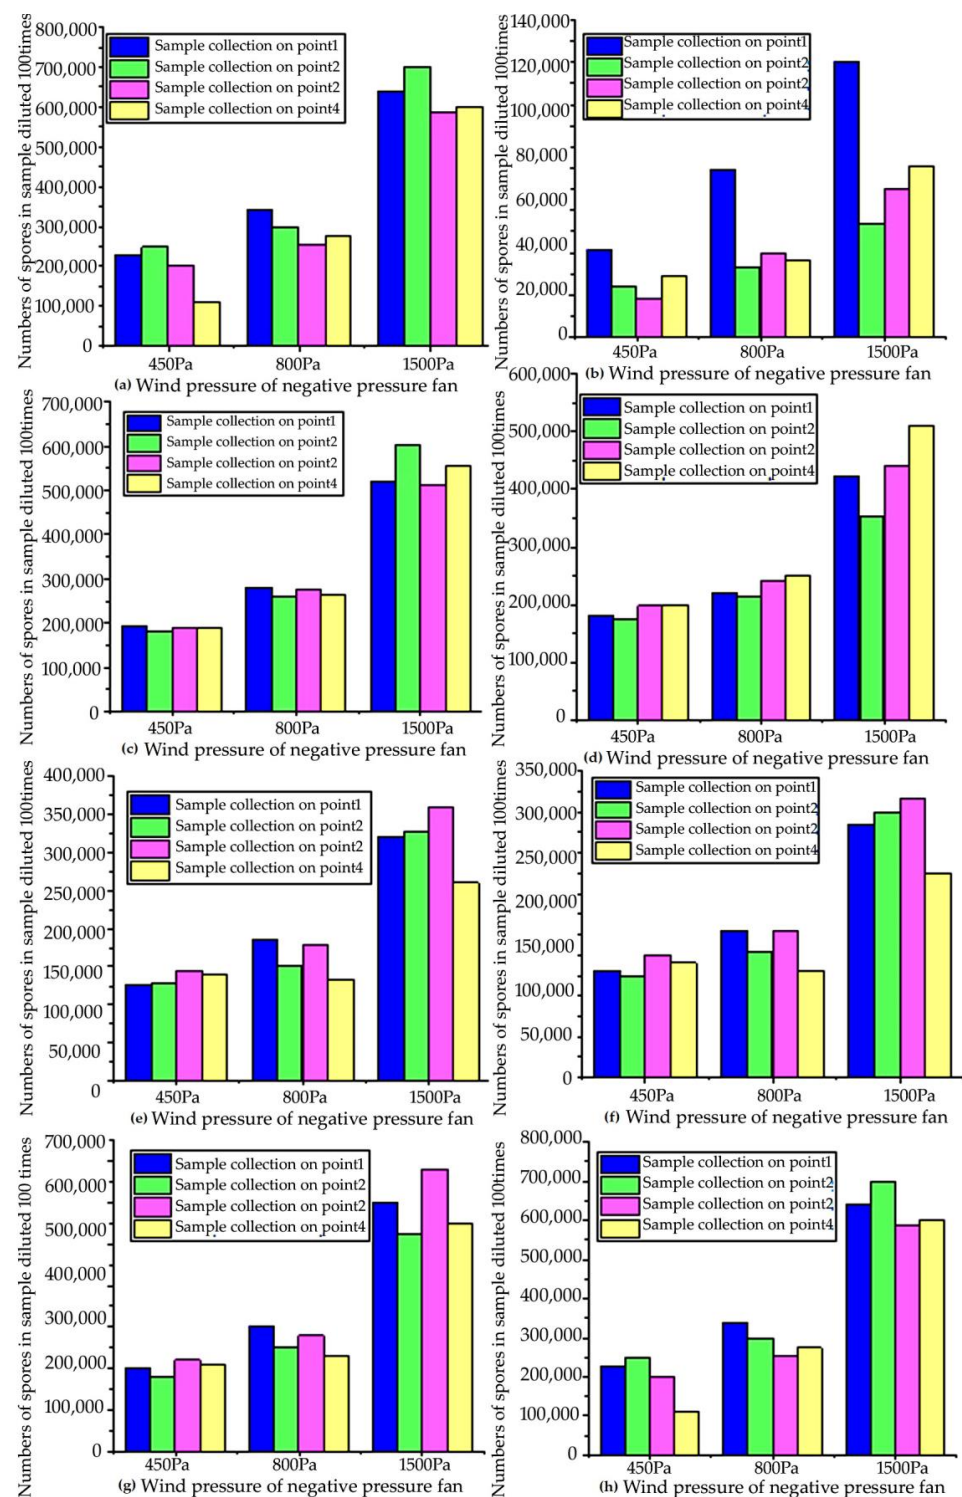 Numbers of spores in sample diluted 100times
800,000
700,000
600,000
500,000
400,000
300,000
200,000
100,000
0
Sample collection on point1
Sample collection on point2
Sample collection on point2
Sample collection on point4
450Pa 800Pa 1500Pa
(a) Wind pressure of negative pressure fan
Numbers of spores in sample diluted 100times
140,000
120,000
100,000
80,000
60,000
40,000
20,000
0
Sample collection on point1
Sample collection on point2
Sample collection on point2
Sample collection on point4
450Pa 800Pa 1500Pa
(b) Wind pressure of negative pressure fan
Numbers of spores in sample diluted 100times
700,000
600,000
500,000
400,000
300,000
200,000
100,000
0
Sample collection on point1
Sample collection on point2
Sample collection on point2
Sample collection on point4
450Pa 800Pa 1500Pa
(c) Wind pressure of negative pressure fan
Numbers of spores in sample diluted 100times
600,000
500,000
400,000
300,000
200,000
100,000
0
Sample collection on point1
Sample collection on point2
Sample collection on point2
Sample collection on point4
450Pa 800Pa 1500Pa
(d) Wind pressure of negative pressure fan
Numbers of spores in sample diluted 100times
400,000
350,000
300,000
250,000
200,000
150,000
100,000
50,000
0
Sample collection on point1
Sample collection on point2
Sample collection on point2
Sample collection on point4
450Pa 800Pa 1500Pa
(e) Wind pressure of negative pressure fan
Numbers of spores in sample diluted 100times
350,000
300,000
250,000
200,000
150,000
100,000
50,000
0
Sample collection on point1
Sample collection on point2
Sample collection on point2
Sample collection on point4
450Pa 800Pa 1500Pa
(f) Wind pressure of negative pressure fan
Numbers of spores in sample diluted 100 times
700,000
600,000
500,000
400,000
300,000
200,000
100,000
0
Sample collection on point1
Sample collection on point2
Sample collection on point2
Sample collection on point4
450Pa 800Pa 1500Pa
(g) Wind pressure of negative pressure fan
Numbers of spores in sample diluted 100times
800,000
700,000
600,000
500,000
400,000
300,000
200,000
100,000
0
Sample collection on point1
Sample collection on point2
Sample collection on point2
Sample collection on point4
450Pa 800Pa 1500Pa
(h) Wind pressure of negative pressure fan